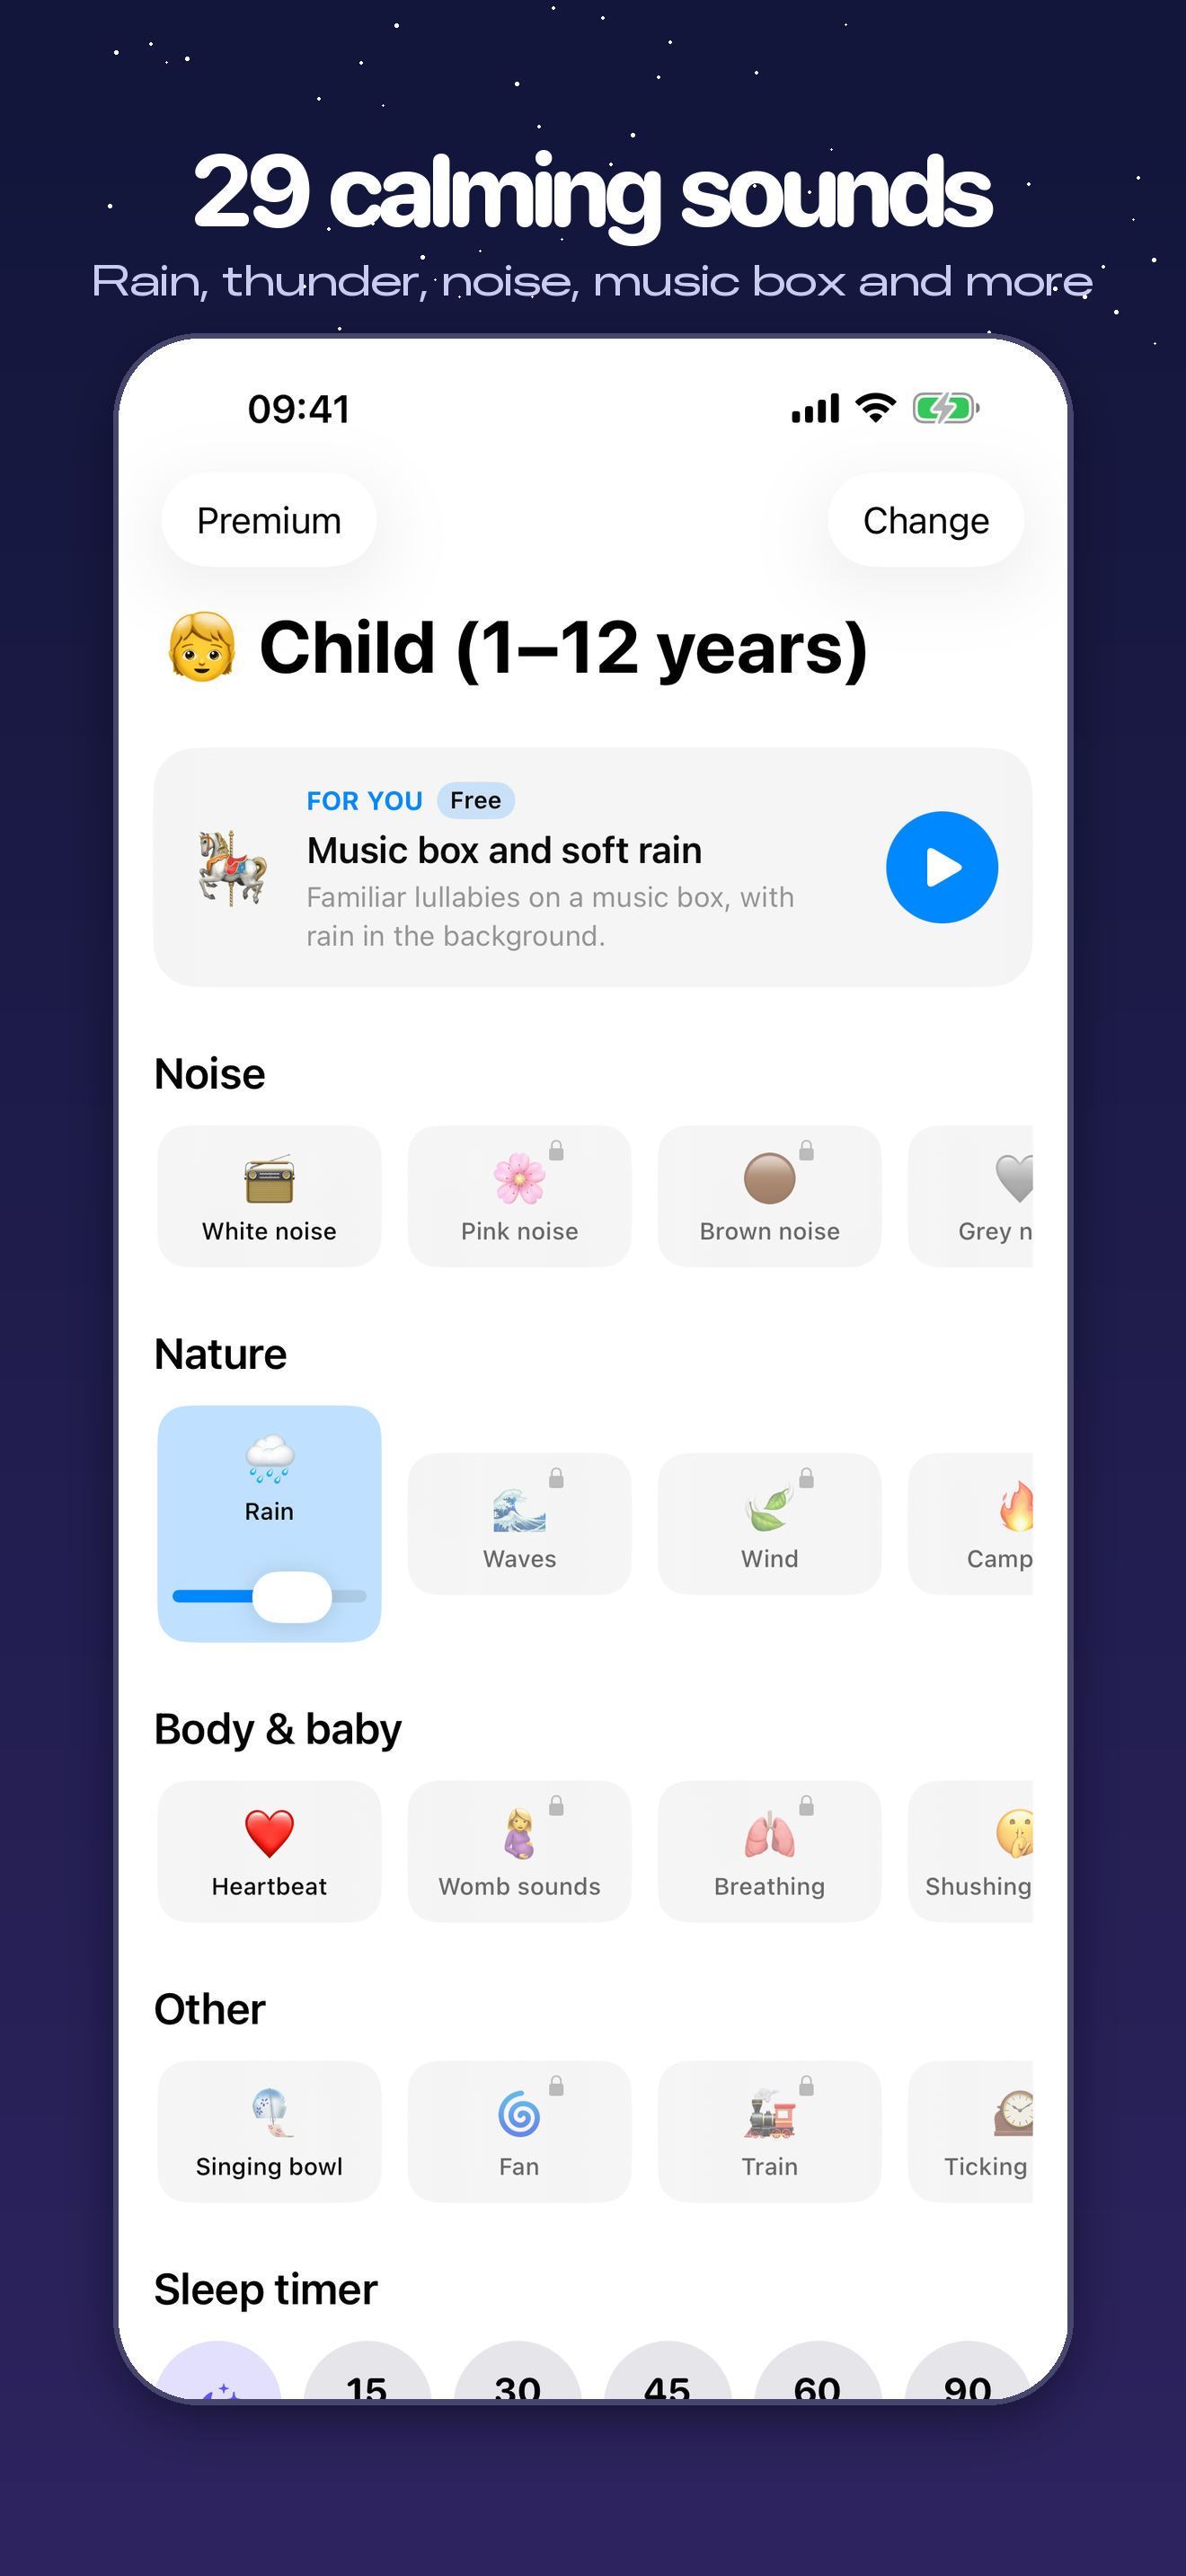 29 calming sounds
Rain, thunder, noise, music box and more
09:41
Premium
Change
Child (1–12 years)
FOR YOU Free
Music box and soft rain
Familiar lullabies on a music box, with
rain in the background.
Noise
White noise
Pink noise
Brown noise
Grey n
Nature
Rain
Waves
Wind
Camp
Body & baby
Heartbeat
Womb sounds
Breathing
Shushing
Other
Singing bowl
Fan
Train
Ticking
Sleep timer
15
30
45
60
90